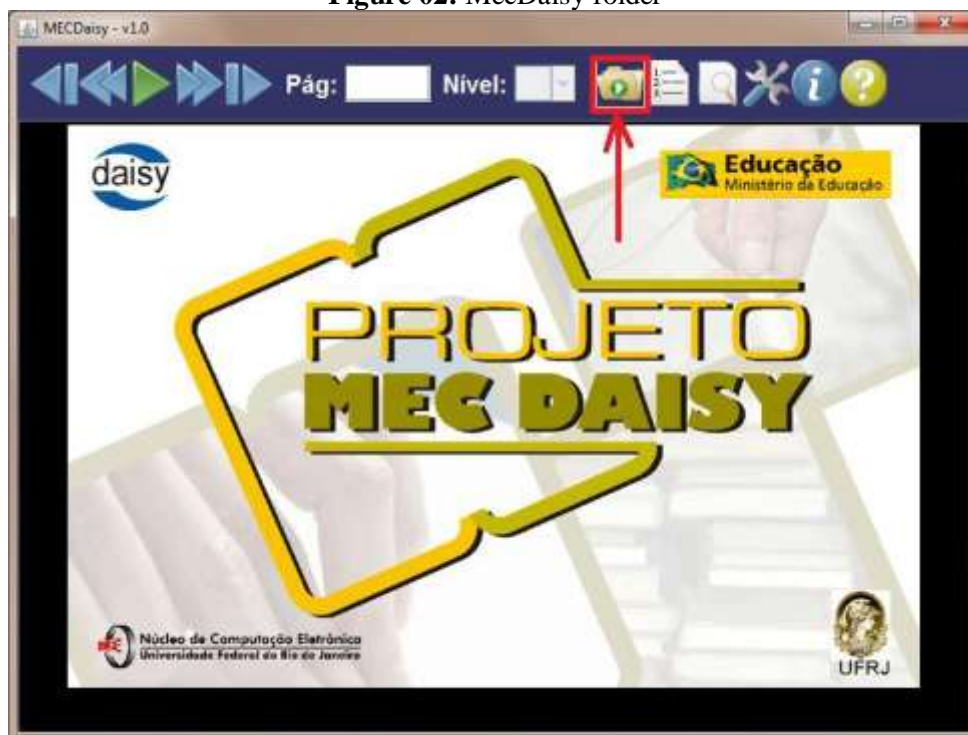 Figure 02: MecDaisy folder
MECDaisy - v1.0
Pág: Nível:
daisy
Educação
Ministério da Educação
PROJETO
MEC DAISY
Núcleo de Computação Eletrônica
Universidade Federal do Rio de Janeiro
UFRJ